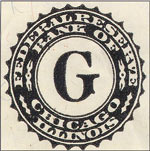 FEDERAL RESERVE
BANK OF
G
CHICAGO
ILLINOIS